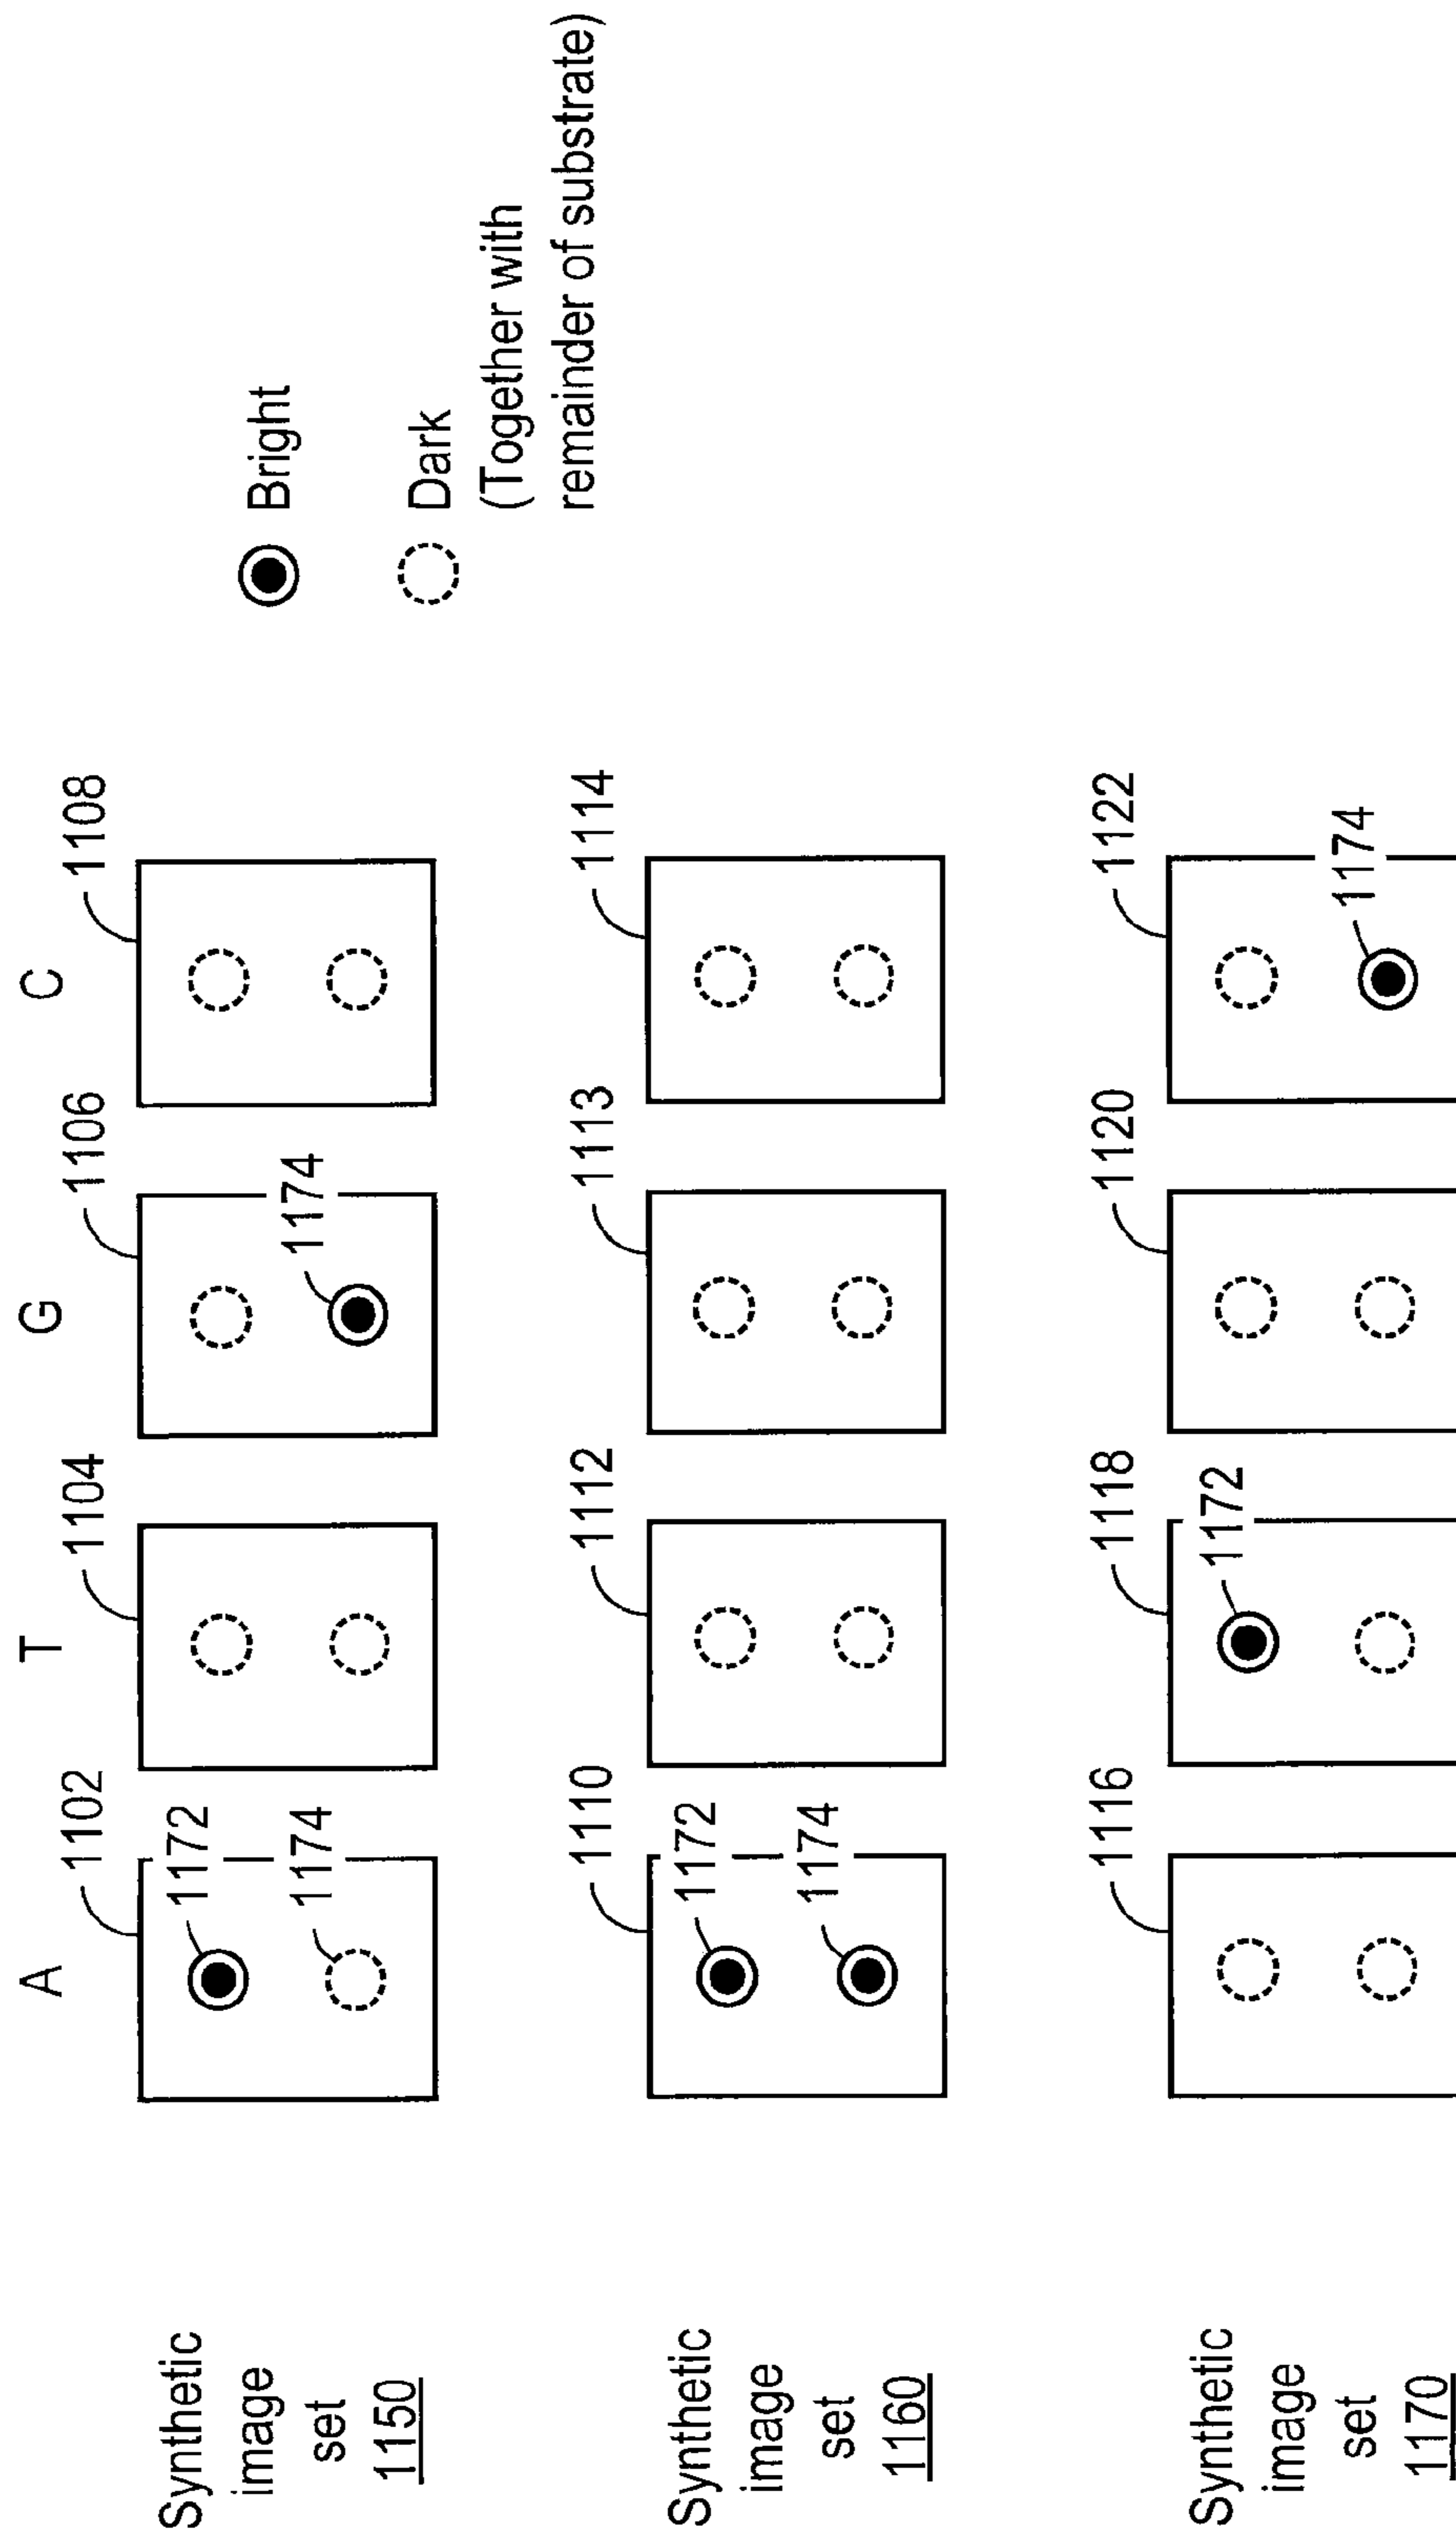 A
T
G
C
1102
1104
1106
1108
Synthetic
image
set
1150
1172
1174
1174
Bright
Dark
(Together with
remainder of substrate)
1110
1112
1113
1114
Synthetic
image
set
1160
1172
1174
1116
1118
1120
1122
Synthetic
image
set
1170
1172
1174